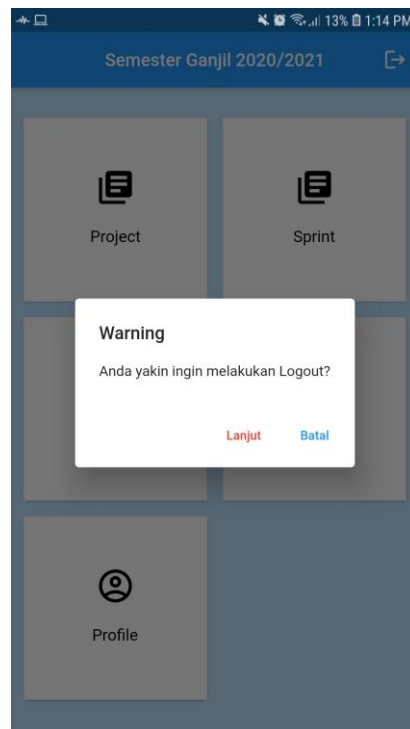 13% 1:14 PM
Semester Ganjil 2020/2021
Project
Sprint
Warning
Anda yakin ingin melakukan Logout?
Lanjut
Batal
Profile